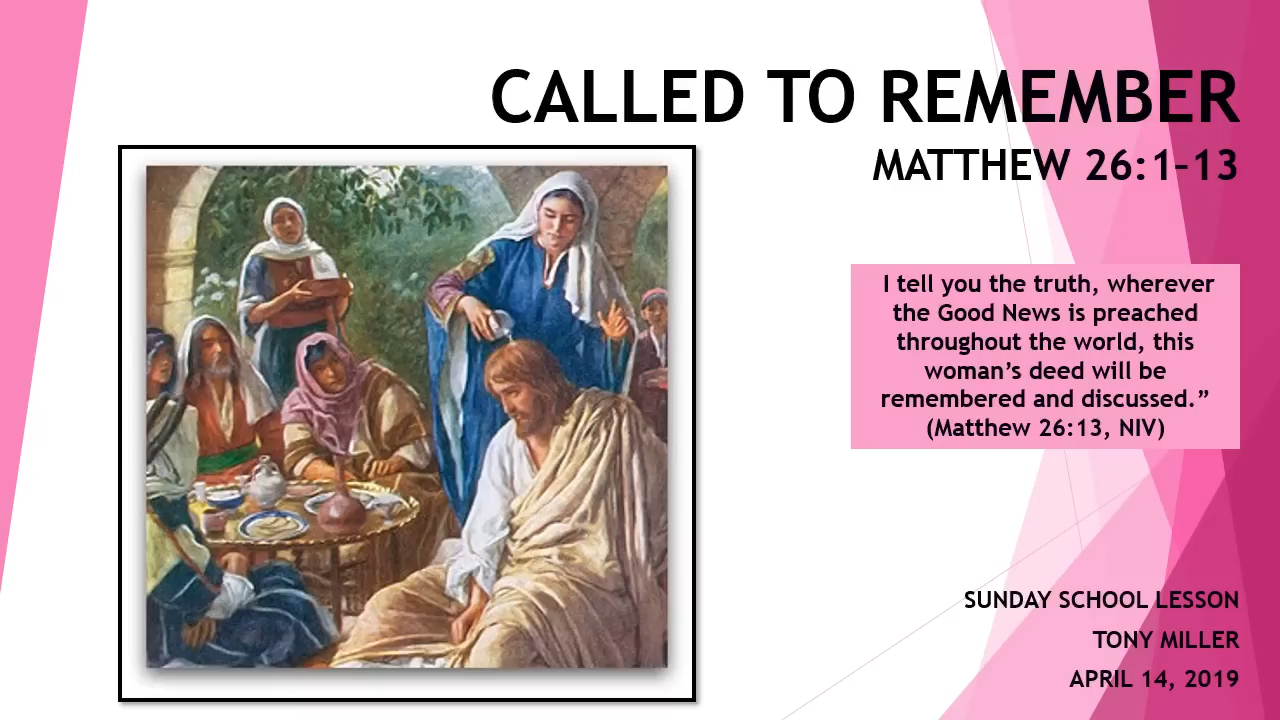 CALLED TO REMEMBER
MATTHEW 26:1–13
I tell you the truth, wherever
the Good News is preached
throughout the world, this
woman’s deed will be
remembered and discussed.”
(Matthew 26:13, NIV)
SUNDAY SCHOOL LESSON
TONY MILLER
APRIL 14, 2019